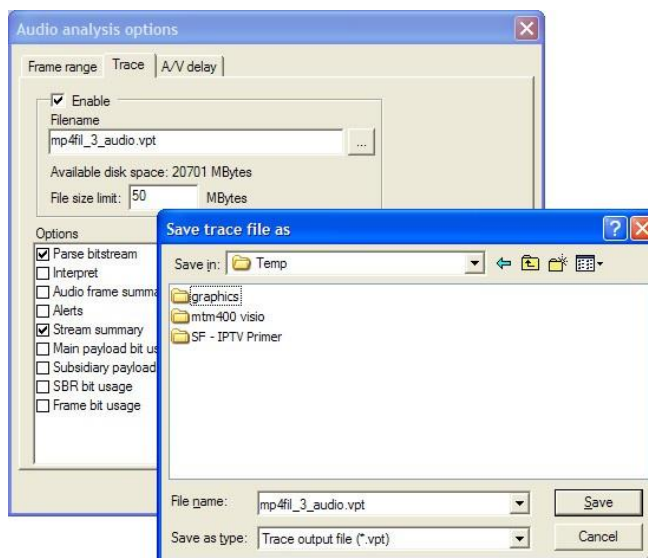 Audio analysis options
Frame range Trace A/V delay
Enable
Filename
mp4fil_3_audio.vpt ...
Available disk space: 20701 MBytes
File size limit: 50 MBytes
Options
Parse bitstream
Interpret
Audio frame summa
Alerts
Stream summary
Main payload bit us
Subsidiary payload
SBR bit usage
Frame bit usage
Save trace file as
Save in: Temp
graphics
mtm400 visio
SF - IPTV Primer
File name: mp4fil_3_audio.vpt Save
Save as type: Trace output file (*.vpt) Cancel